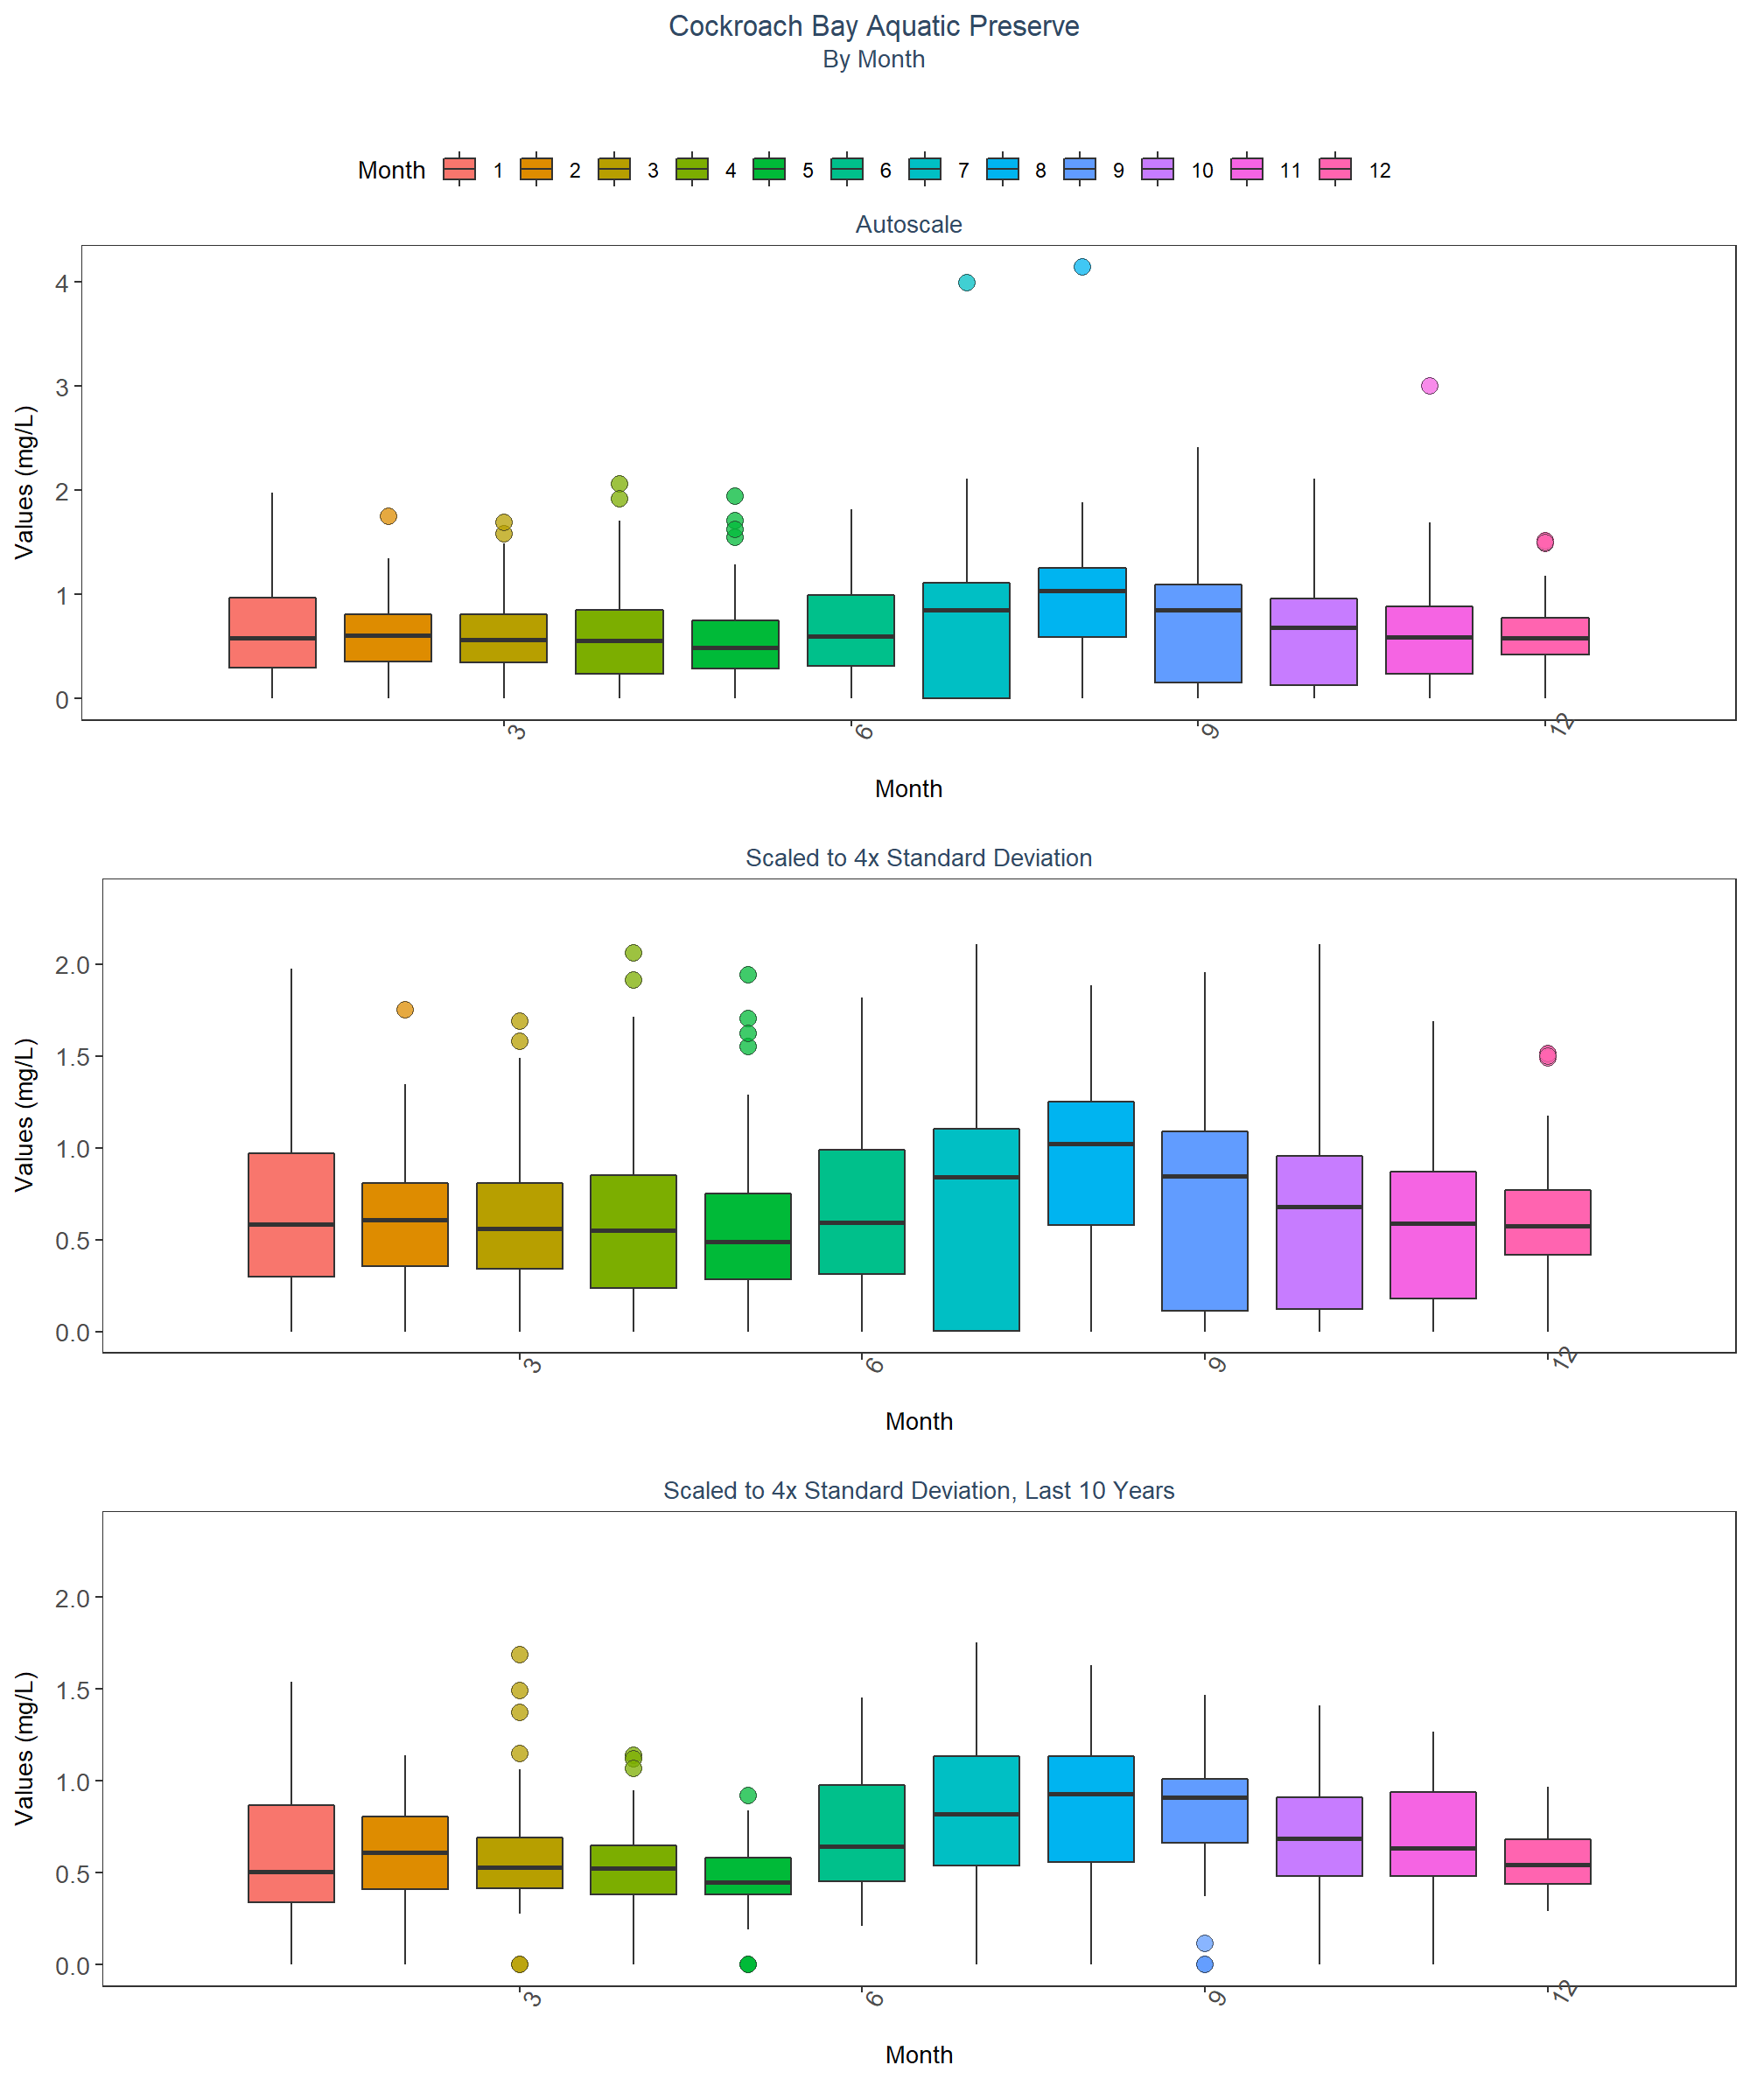 Cockroach Bay Aquatic Preserve
By Month
Month 1 2 3 4 5 6 7 8 9 10 11 12
Autoscale
Values (mg/L)
4
3
2
1
0
3 6 9 12
Month
Scaled to 4x Standard Deviation
Values (mg/L)
2.0
1.5
1.0
0.5
0.0
3 6 9 12
Month
Scaled to 4x Standard Deviation, Last 10 Years
Values (mg/L)
2.0
1.5
1.0
0.5
0.0
3 6 9 12
Month